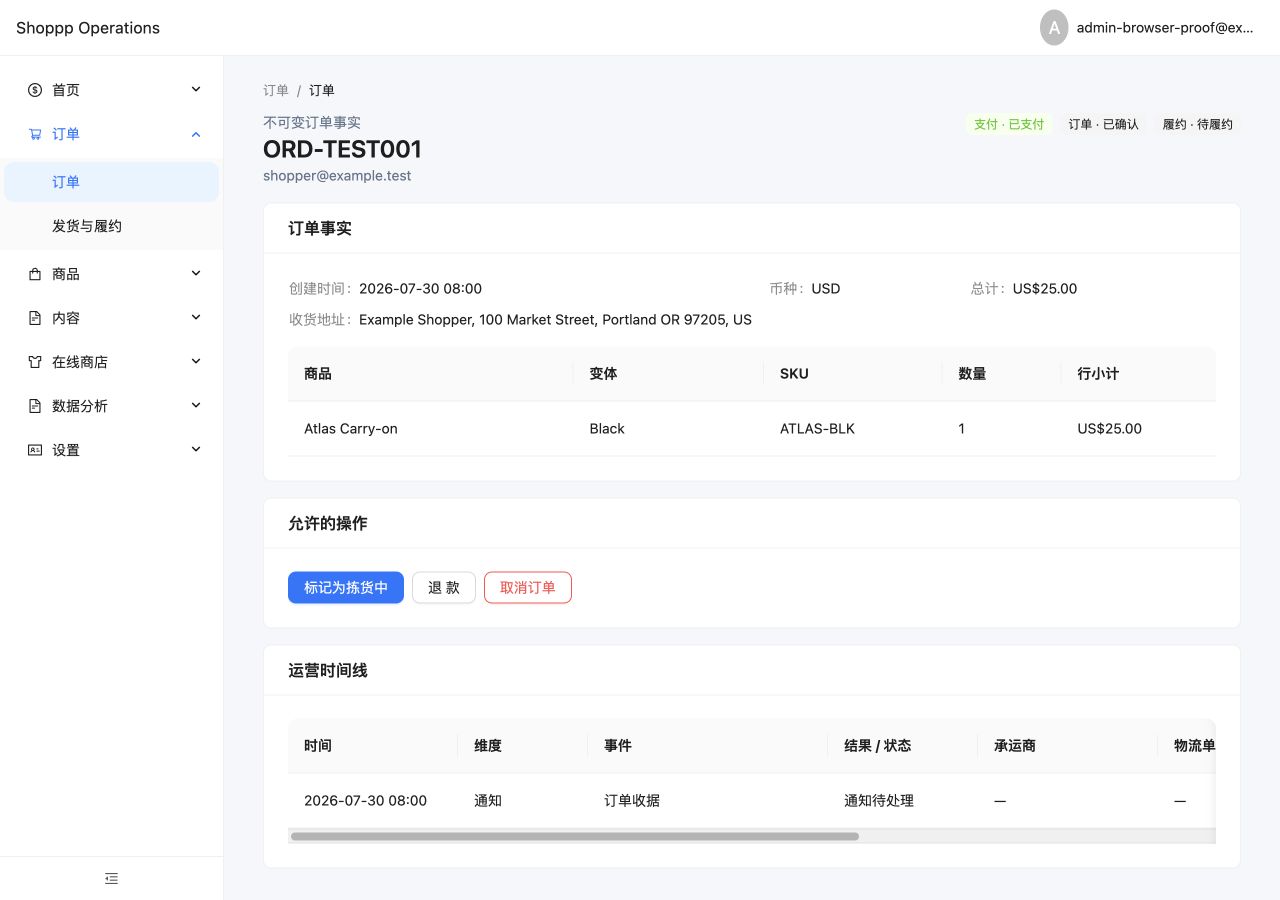 Shoppp Operations
A
admin-browser-proof@ex...
首页
订单
订单
发货与履约
商品
内容
在线商店
数据分析
设置
订单 / 订单
不可变订单事实
ORD-TEST001
shopper@example.test
支付 · 已支付 订单 · 已确认 履约 · 待履约
订单事实
创建时间： 2026-07-30 08:00 币种： USD 总计： US$25.00
收货地址： Example Shopper, 100 Market Street, Portland OR 97205, US
商品 变体 SKU 数量 行小计
Atlas Carry-on Black ATLAS-BLK 1 US$25.00
允许的操作
标记为拣货中 退 款 取消订单
运营时间线
时间 维度 事件 结果 / 状态 承运商 物流单
2026-07-30 08:00 通知 订单收据 通知待处理 — —